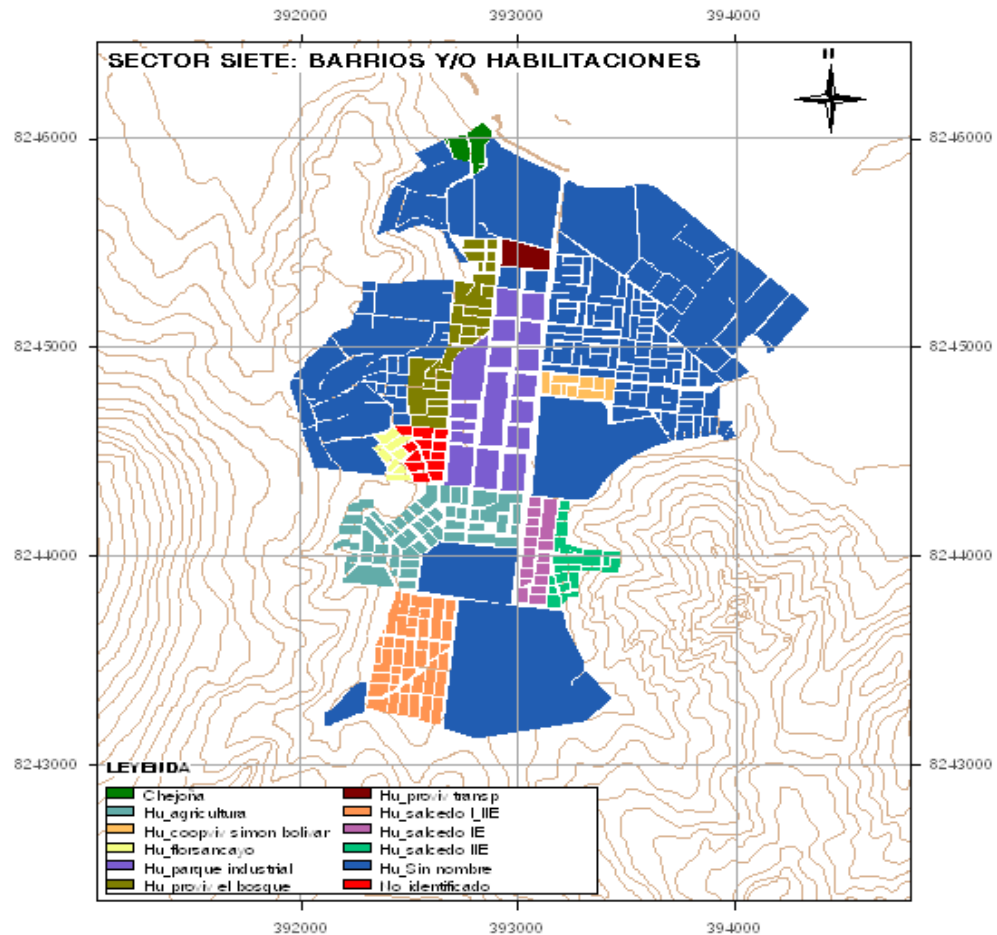 392000 393000 394000
SECTOR SIETE: BARRIOS Y/O HABILITACIONES
N
8246000 8246000
8245000 8245000
8244000 8244000
8243000 8243000
LEYENDA
Chejoña
Hu_agricultura
Hu_coopviv simon bolivar
Hu_florsancayo
Hu_parque industrial
Hu_proviv el bosque
Hu_proviv transp
Hu_salcedo I_IIE
Hu_salcedo IE
Hu_salcedo IIE
Hu_Sin nombre
No_identificado
392000 393000 394000